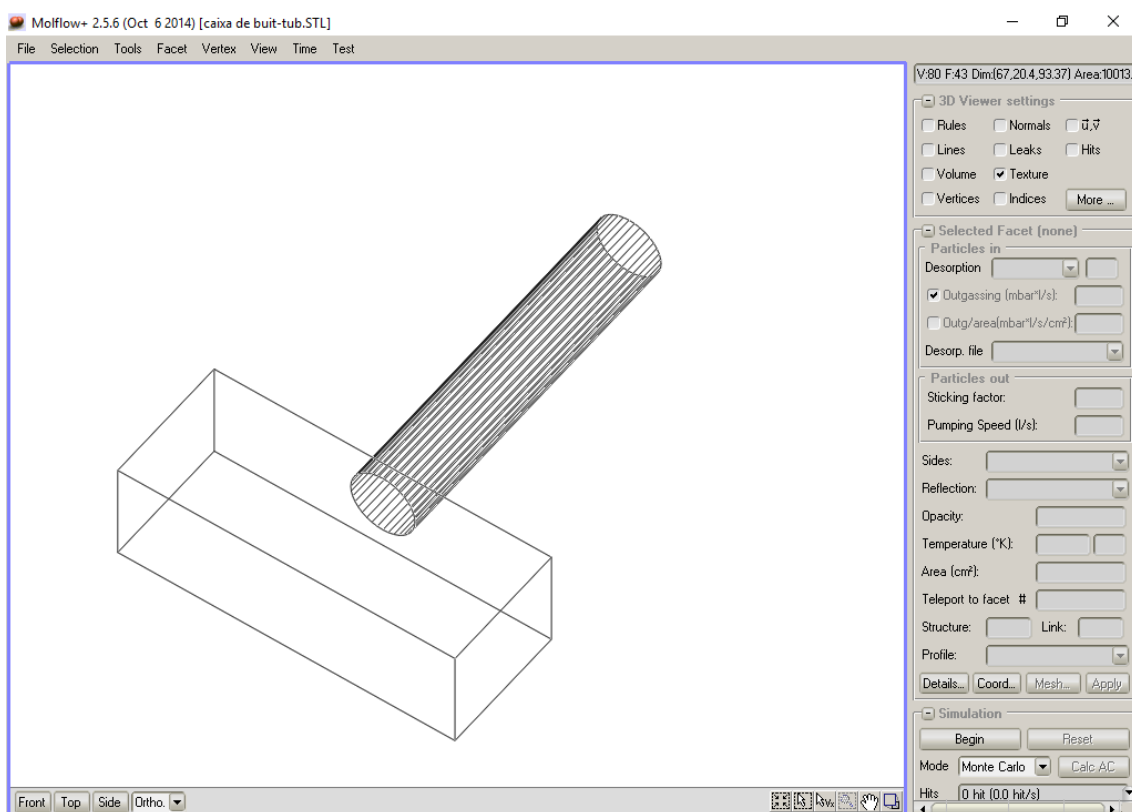 Molflow+ 2.5.6 (Oct 6 2014) [caixa de buit-tub.STL]
File Selection Tools Facet Vertex View Time Test
V:80 F:43 Dim:(67,20.4,93.37) Area:10013.
3D Viewer settings
Rules Normals u,v
Lines Leaks Hits
Volume Texture
Vertices Indices More ...
Selected Facet (none)
Particles in
Desorption
Outgassing (mbar*l/s):
Outg/area(mbar*l/s/cm²):
Desorp. file
Particles out
Sticking factor:
Pumping Speed (l/s):
Sides:
Reflection:
Opacity:
Temperature (°K):
Area (cm²):
Teleport to facet #
Structure: Link:
Profile:
Details... Coord... Mesh... Apply
Simulation
Begin Reset
Mode Monte Carlo Calc AC
Hits 0 hit (0.0 hit/s)
Front Top Side Ortho.